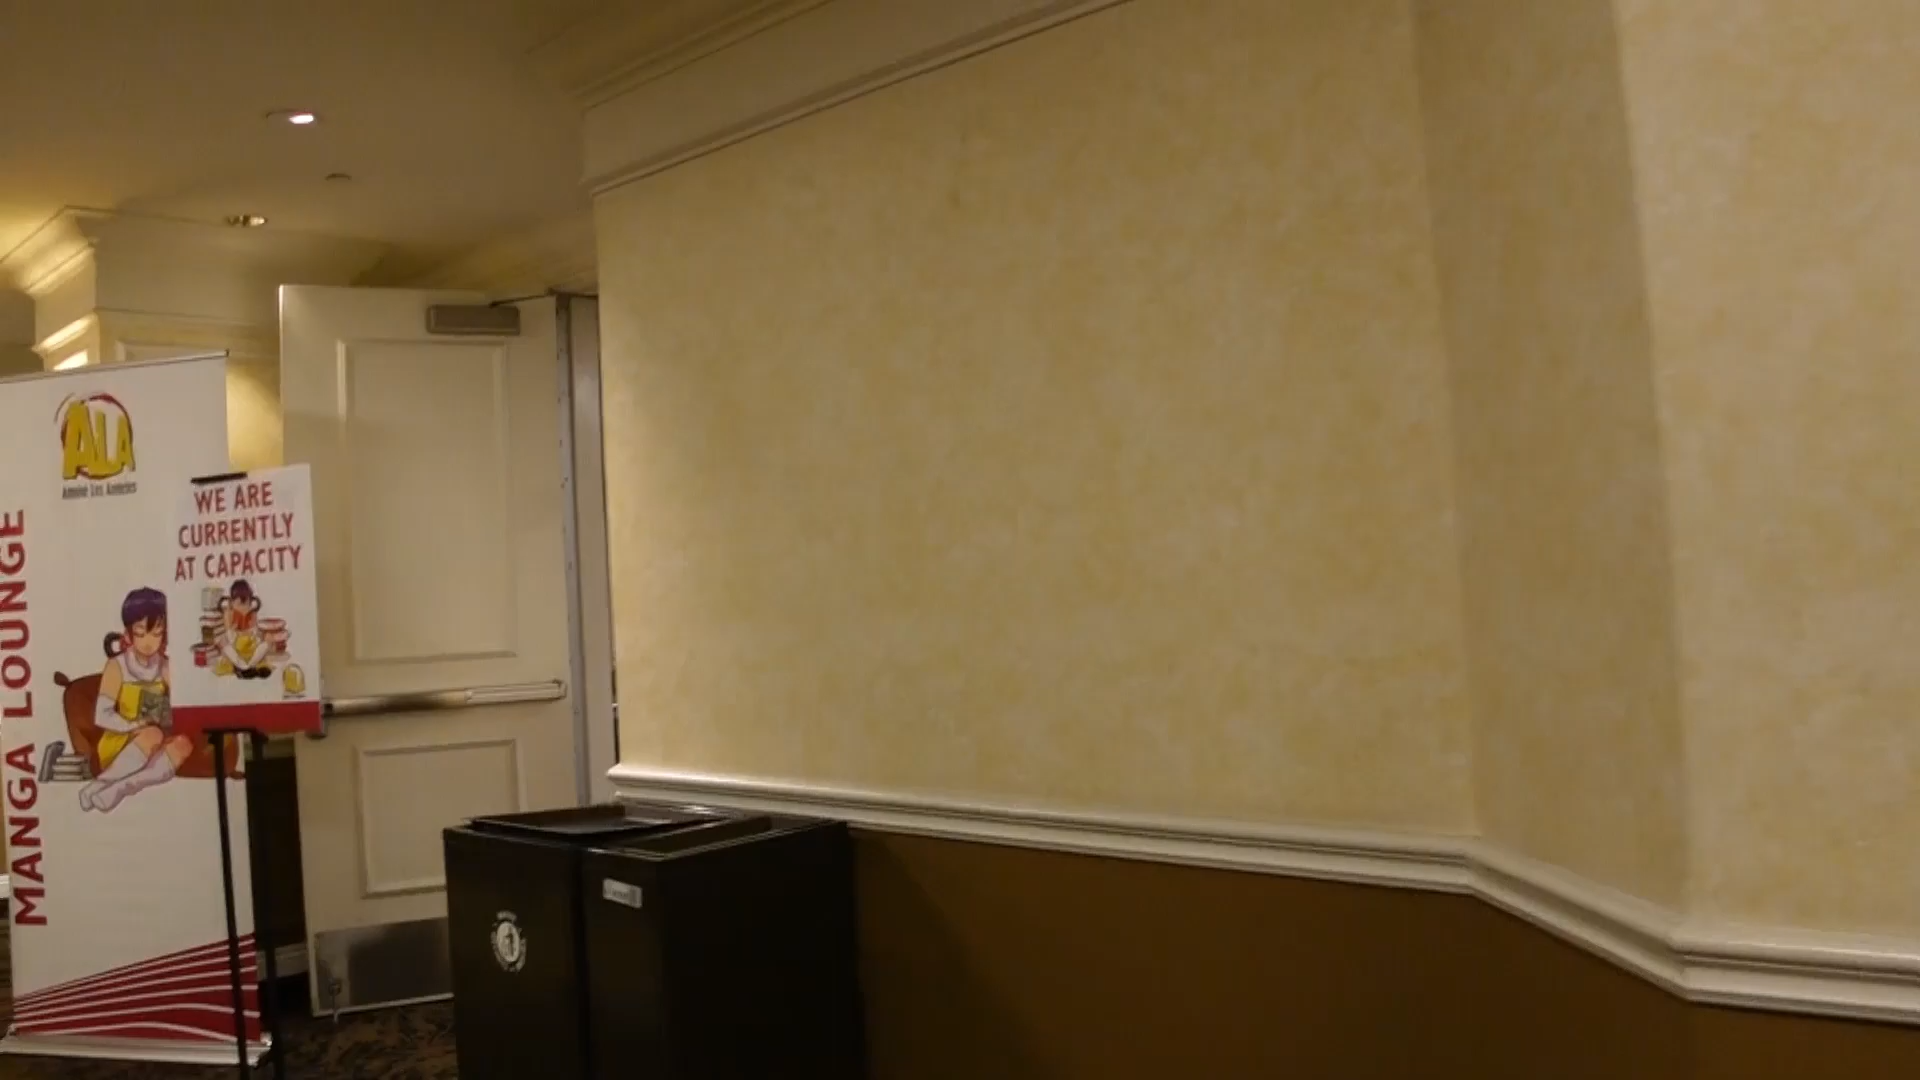 ALA
Anime Los Angeles
MANGA LOUNGE
WE ARE
CURRENTLY
AT CAPACITY